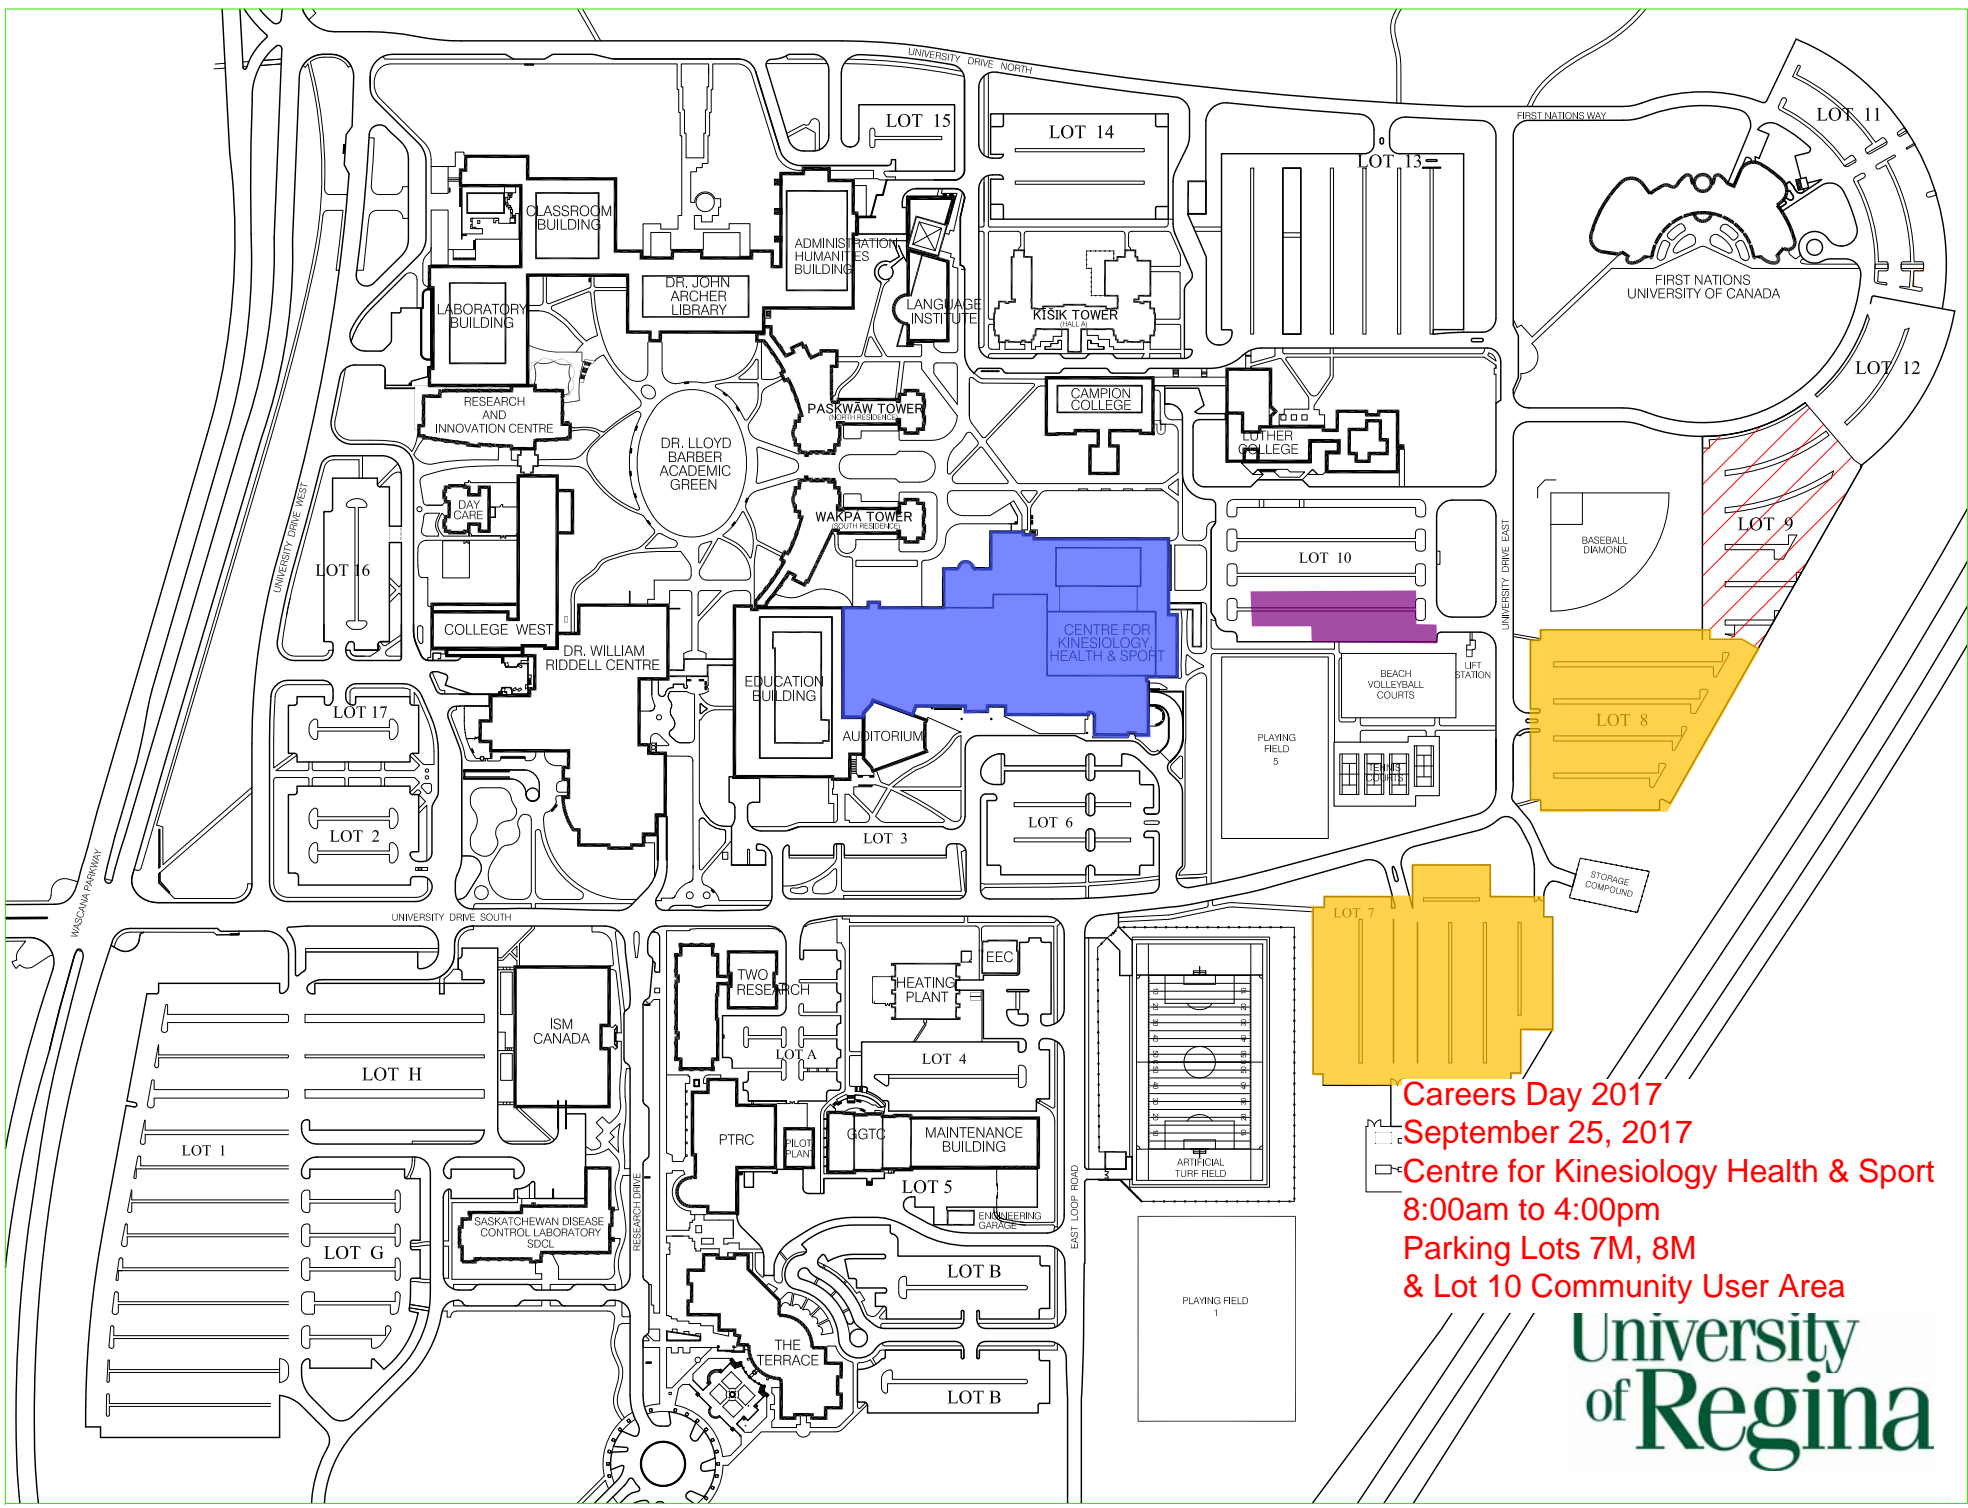 UNIVERSITY DRIVE NORTH
FIRST NATIONS WAY
LOT 11
LOT 15
LOT 14
LOT 13
CLASSROOM
BUILDING
ADMINISTRATION
HUMANITIES
BUILDING
DR. JOHN
ARCHER
LIBRARY
LABORATORY
BUILDING
LANGUAGE
INSTITUTE
KĪŠIK TOWER
(HALL A)
FIRST NATIONS
UNIVERSITY OF CANADA
LOT 12
RESEARCH
AND
INNOVATION CENTRE
PASKWĀW TOWER
(NORTH RESIDENCE)
CAMPION
COLLEGE
LUTHER
COLLEGE
DR. LLOYD
BARBER
ACADEMIC
GREEN
DAY
CARE
WAKPÁ TOWER
(SOUTH RESIDENCE)
UNIVERSITY DRIVE WEST
UNIVERSITY DRIVE EAST
LOT 9
BASEBALL
DIAMOND
LOT 10
LOT 16
COLLEGE WEST
DR. WILLIAM
RIDDELL CENTRE
CENTRE FOR
KINESIOLOGY,
HEALTH & SPORT
EDUCATION
BUILDING
LIFT
STATION
BEACH
VOLLEYBALL
COURTS
LOT 17
AUDITORIUM
LOT 8
PLAYING
FIELD
5
TENNIS
COURTS
LOT 2
LOT 3
LOT 6
WASCANA PARKWAY
STORAGE
COMPOUND
UNIVERSITY DRIVE SOUTH
LOT 7
TWO
RESEARCH
HEATING
PLANT
EEC
ISM
CANADA
LOT A
LOT 4
LOT H
PTRC
PILOT
PLANT
GGTC
MAINTENANCE
BUILDING
LOT 1
ARTIFICIAL
TURF FIELD
LOT 5
ENGINEERING
GARAGE
RESEARCH DRIVE
EAST LOOP ROAD
SASKATCHEWAN DISEASE
CONTROL LABORATORY
SDCL
LOT G
LOT B
THE
TERRACE
LOT B
PLAYING FIELD
1
Careers Day 2017
September 25, 2017
Centre for Kinesiology Health & Sport
8:00am to 4:00pm
Parking Lots 7M, 8M
& Lot 10 Community User Area
University
of Regina